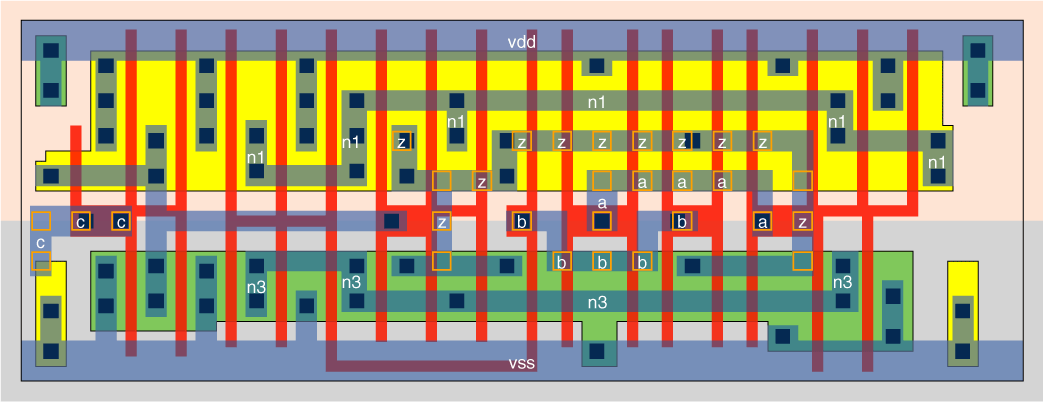 vdd
n1
n1
n1
z n1 z z z z z z
n1 n1
z a a a
a
c c z b b a z
c
b b b
n3 n3 n3
n3
vss